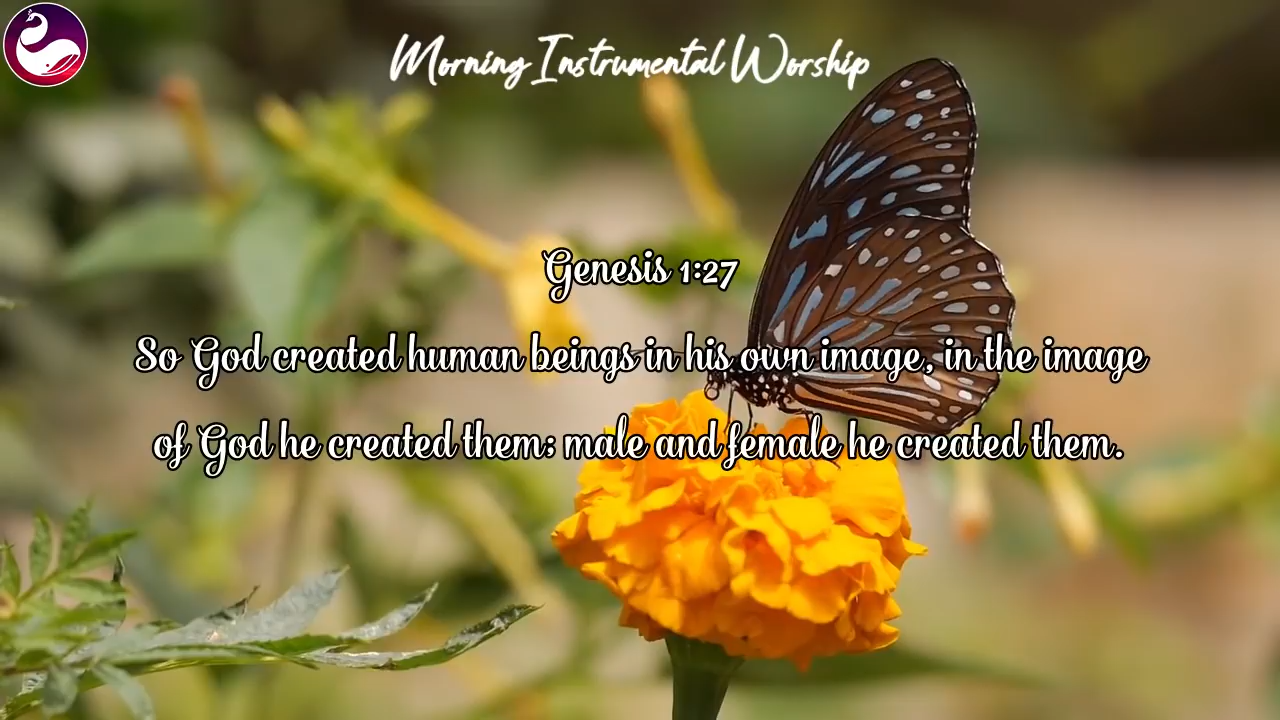 Morning Instrumental Worship
Genesis 1:27
So God created human beings in his own image, in the image
of God he created them; male and female he created them.